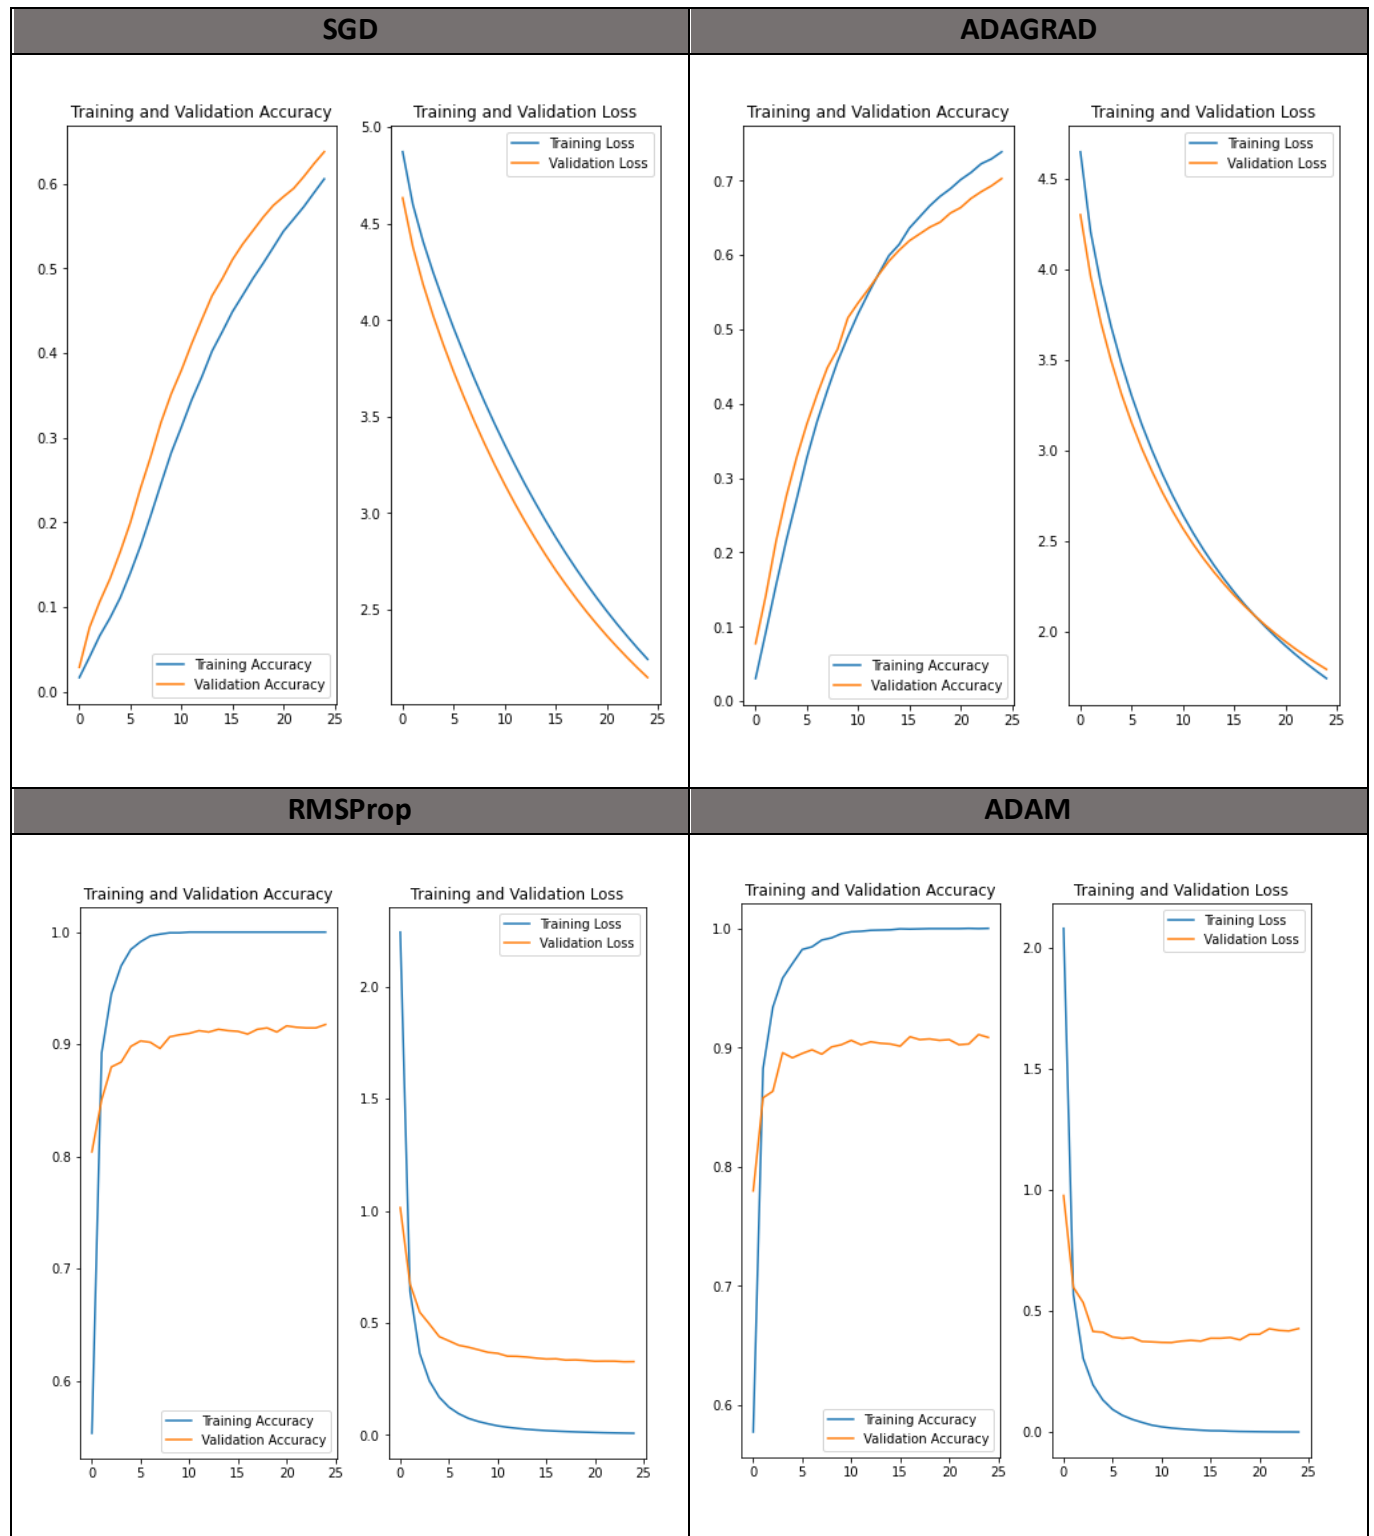 SGD
ADAGRAD
Training and Validation Accuracy
0.6
0.5
0.4
0.3
0.2
0.1
0.0
Training Accuracy
Validation Accuracy
0 5 10 15 20 25
Training and Validation Loss
5.0
4.5
4.0
3.5
3.0
2.5
Training Loss
Validation Loss
0 5 10 15 20 25
Training and Validation Accuracy
0.7
0.6
0.5
0.4
0.3
0.2
0.1
0.0
Training Accuracy
Validation Accuracy
0 5 10 15 20 25
Training and Validation Loss
4.5
4.0
3.5
3.0
2.5
2.0
Training Loss
Validation Loss
0 5 10 15 20 25
RMSProp
ADAM
Training and Validation Accuracy
1.0
0.9
0.8
0.7
0.6
Training Accuracy
Validation Accuracy
0 5 10 15 20 25
Training and Validation Loss
2.0
1.5
1.0
0.5
0.0
Training Loss
Validation Loss
0 5 10 15 20 25
Training and Validation Accuracy
1.0
0.9
0.8
0.7
0.6
Training Accuracy
Validation Accuracy
0 5 10 15 20 25
Training and Validation Loss
2.0
1.5
1.0
0.5
0.0
Training Loss
Validation Loss
0 5 10 15 20 25